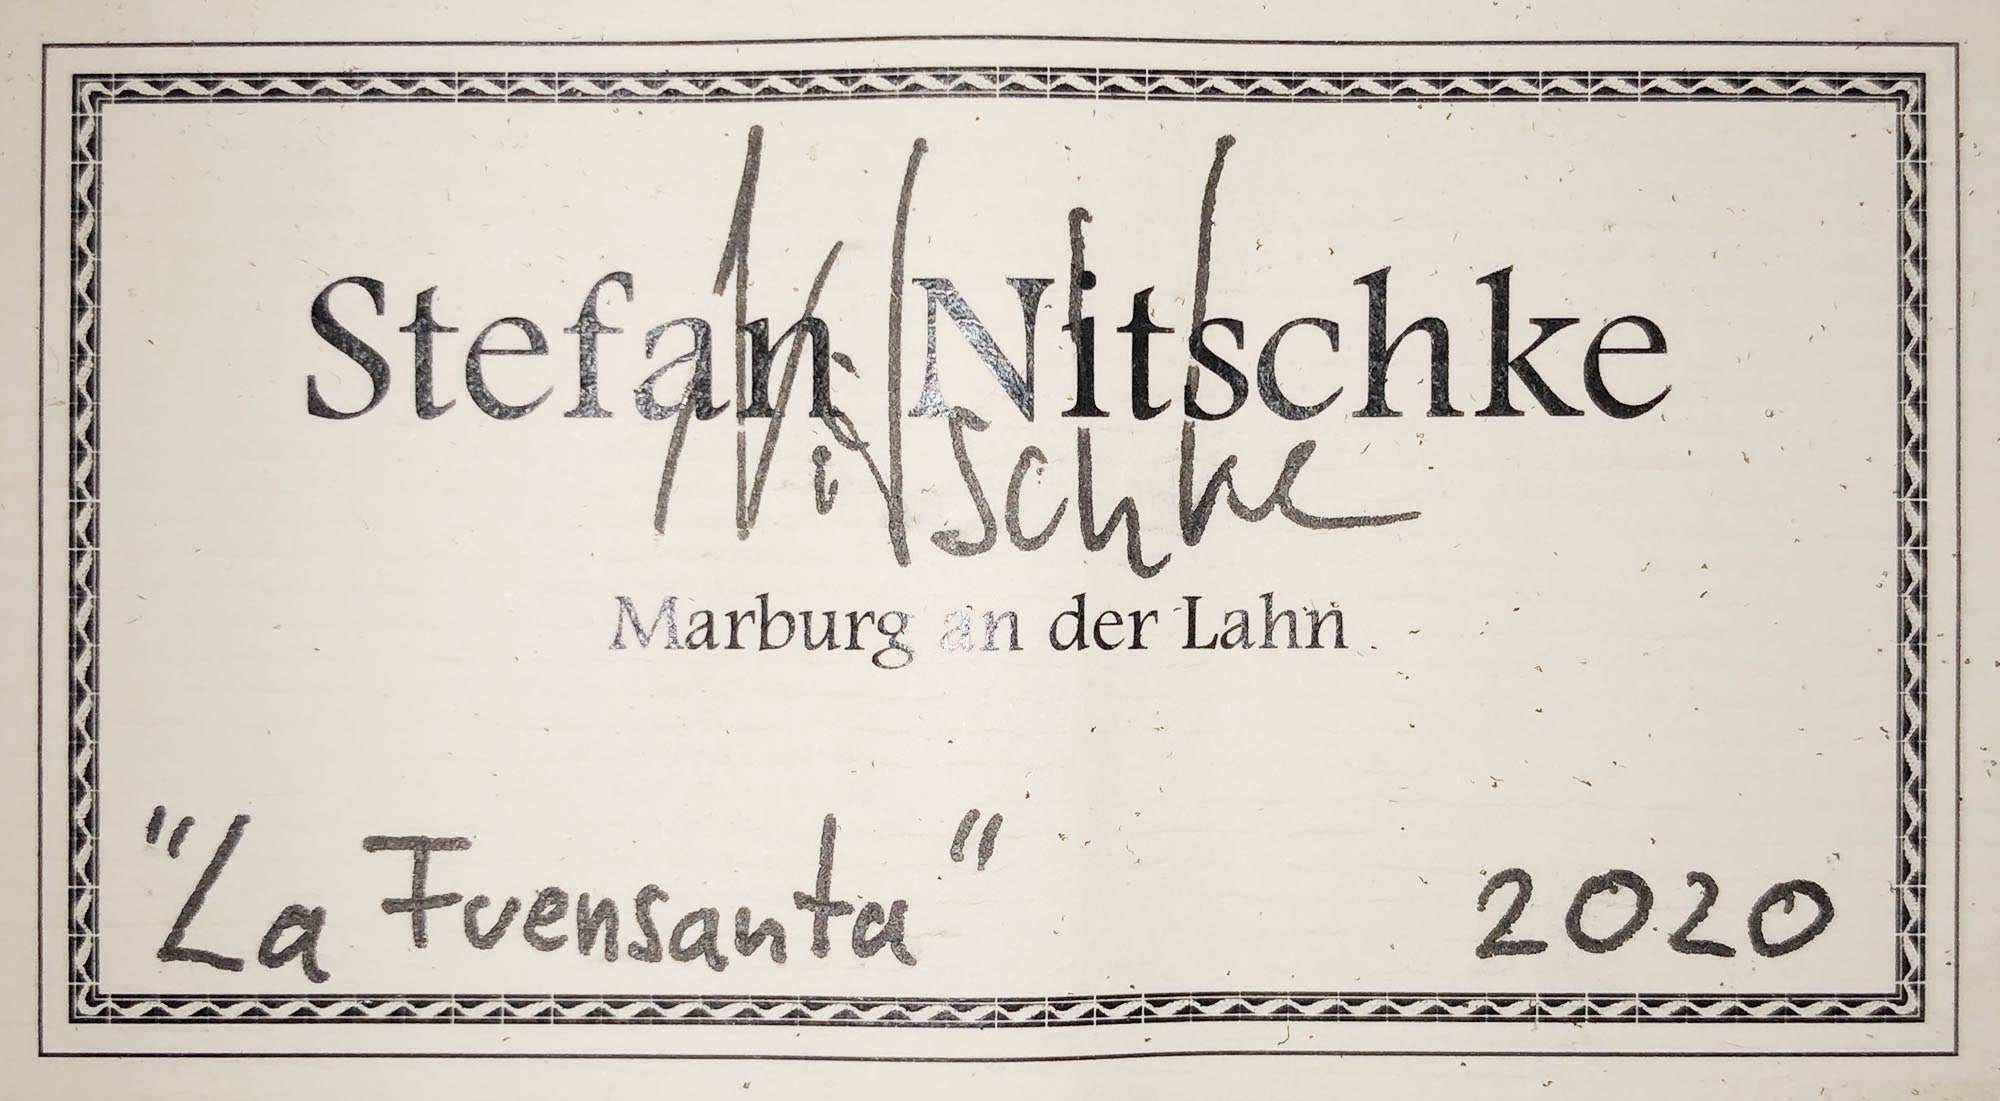 Stefan Nitschke
Nitschke
Marburg an der Lahn
"La Fuensanta"
2020